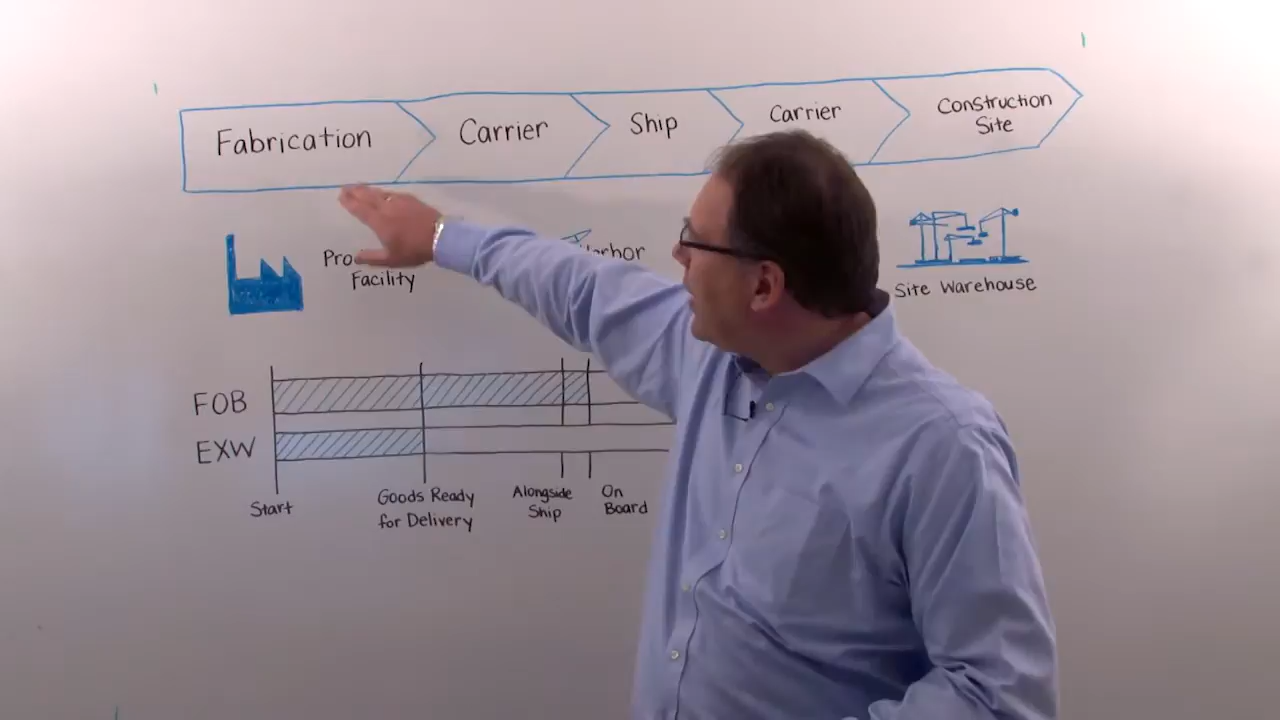 Fabrication
Carrier
Ship
Carrier
Construction
Site
Facility
Site Warehouse
FOB
EXW
Start
Goods Ready
for Delivery
Alongside
Ship
On
Board